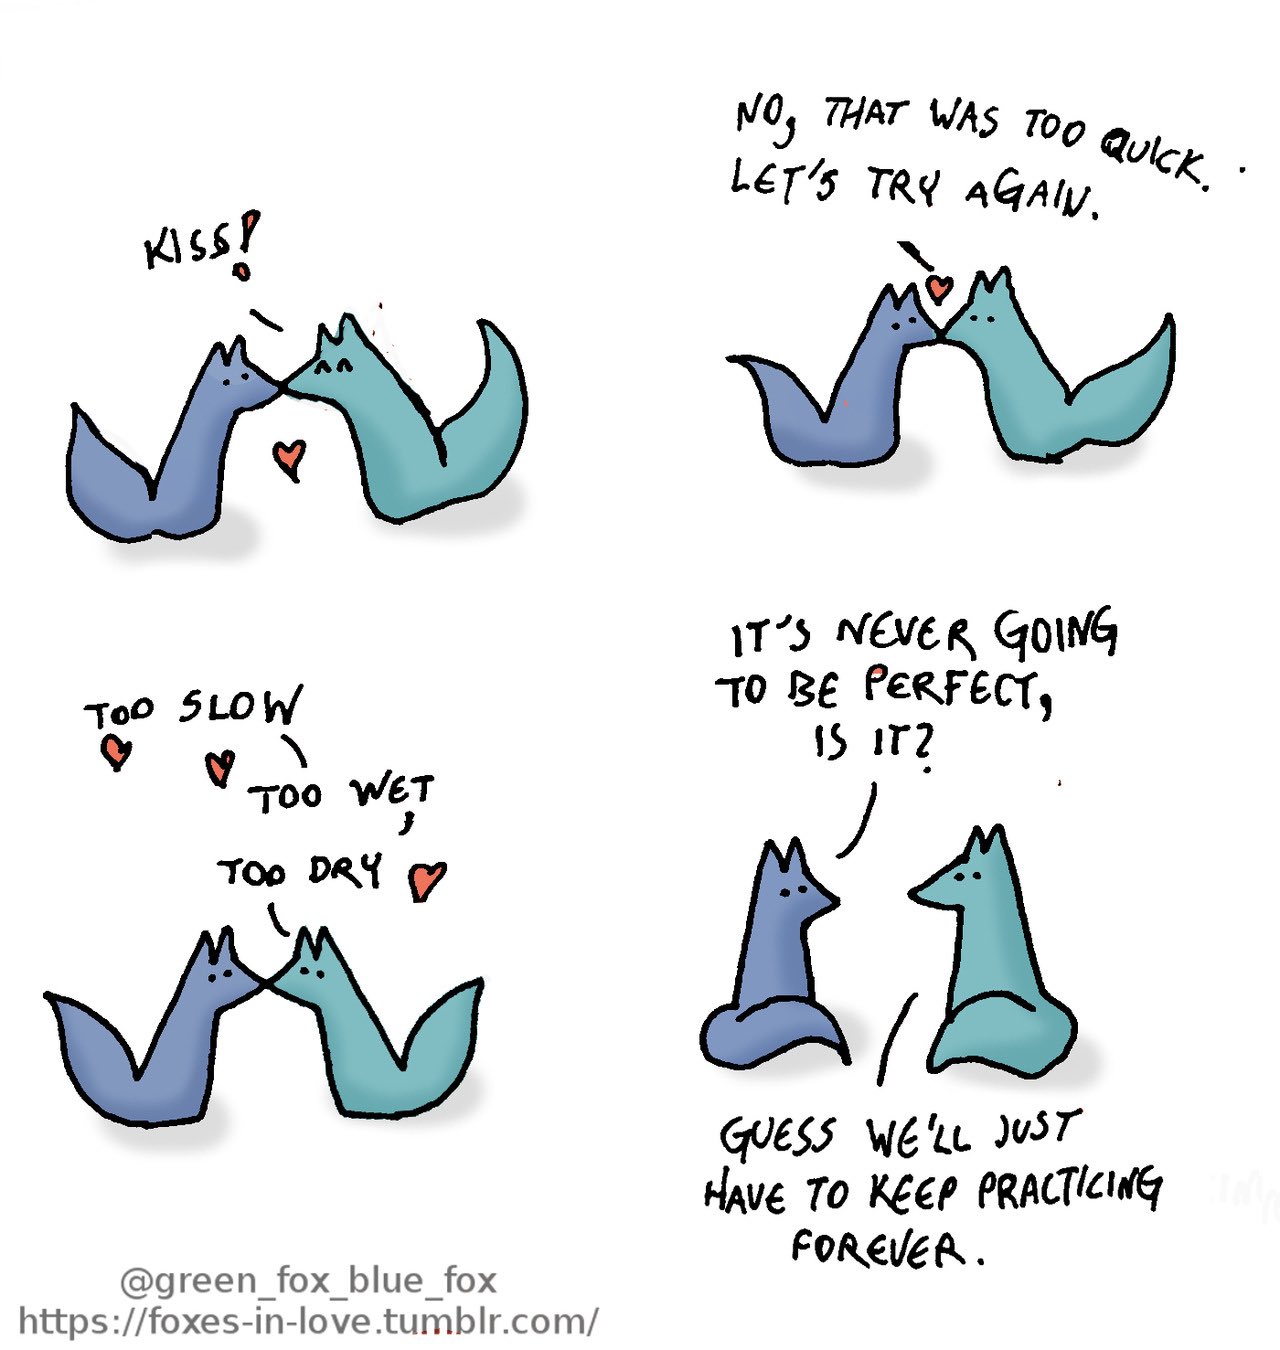 KISS!
NO, THAT WAS TOO QUICK.
LET'S TRY AGAIN.
TOO SLOW
TOO WET,
TOO DRY
IT'S NEVER GOING
TO BE PERFECT,
IS IT?
GUESS WE'LL JUST
HAVE TO KEEP PRACTICING
FOREVER.
@green_fox_blue_fox
https://foxes-in-love.tumblr.com/